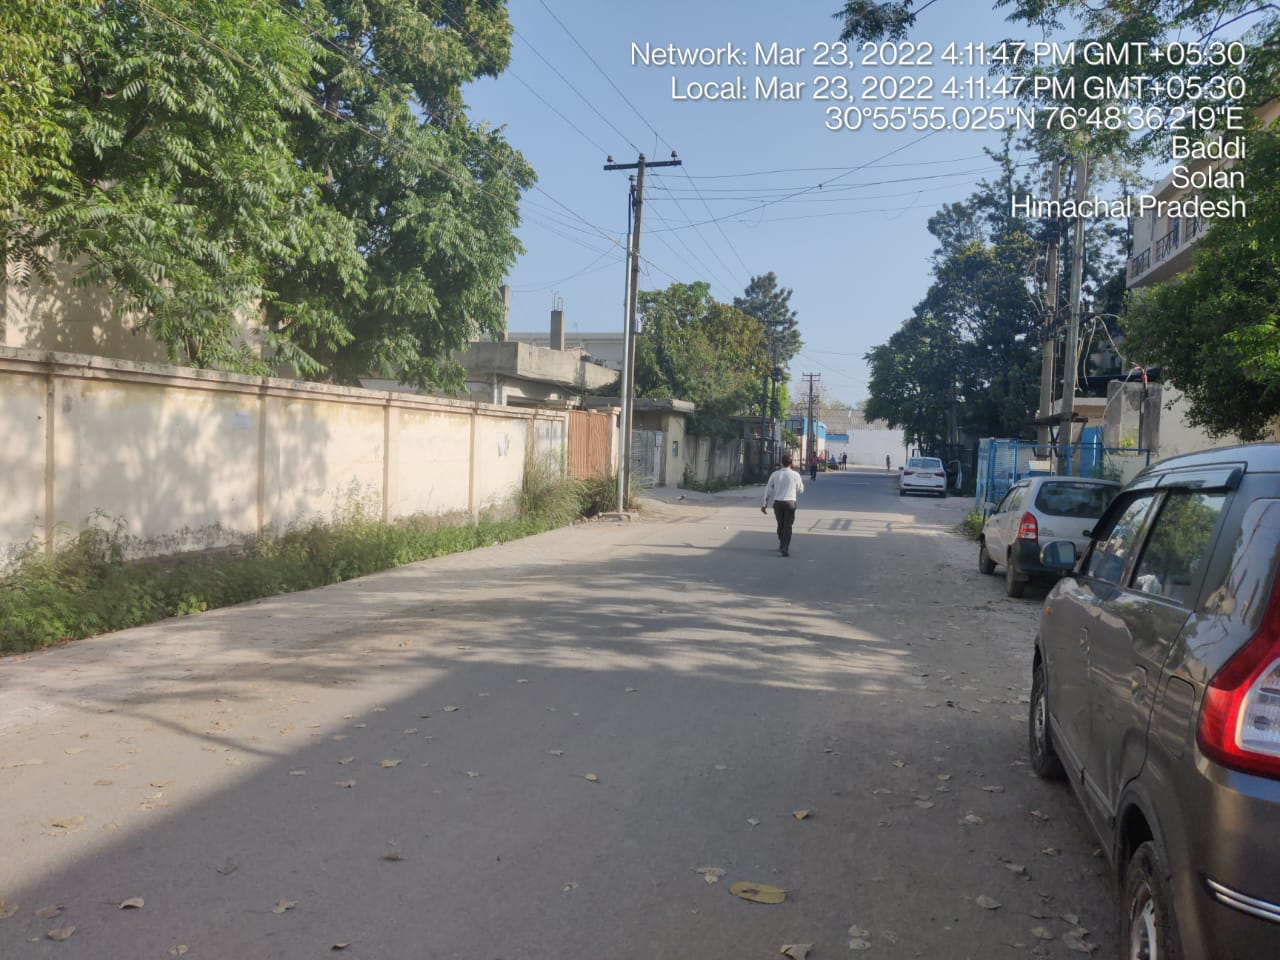 Network: Mar 23, 2022 4:11:47 PM GMT+05:30
Local: Mar 23, 2022 4:11:47 PM GMT+05:30
30°55'55.025"N 76°48'36.219"E
Baddi
Solan
Himachal Pradesh